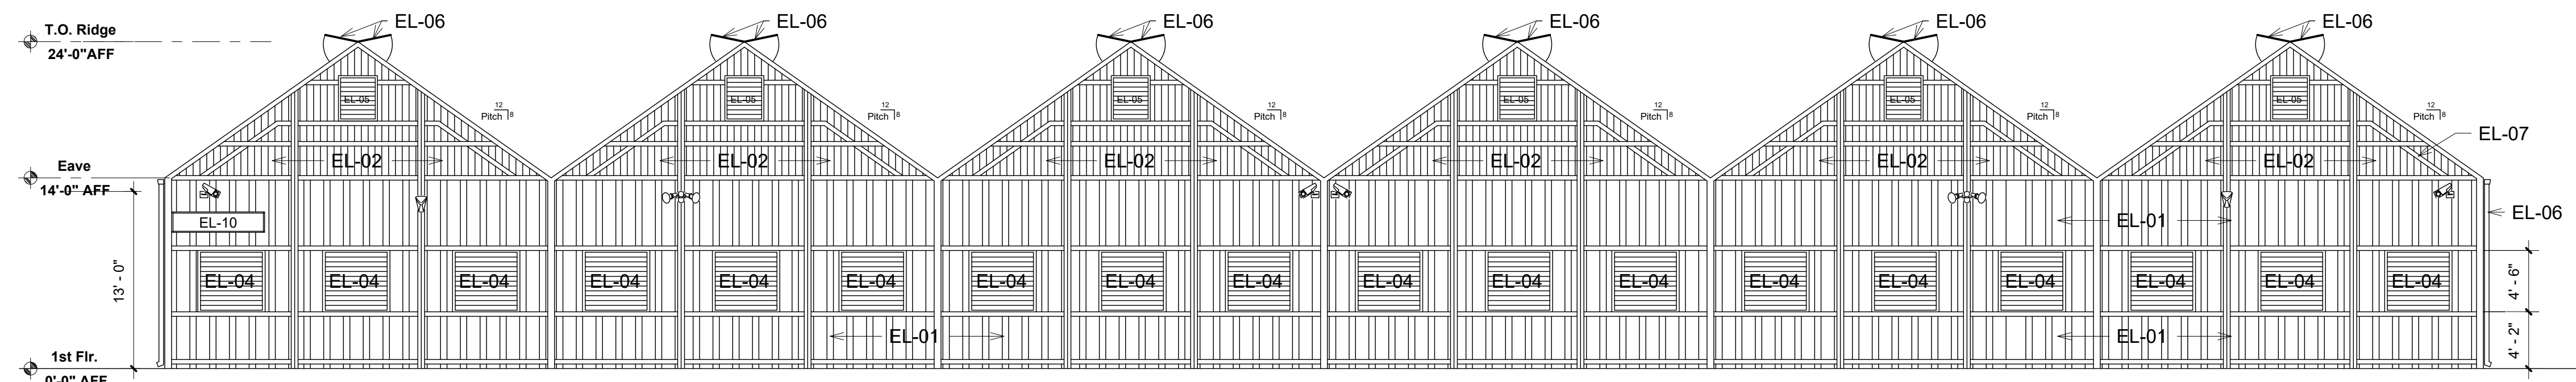 EL-06 EL-06 EL-06 EL-06 EL-06 EL-06
T.O. Ridge
24'-0"AFF
EL-05 EL-05 EL-05 EL-05 EL-05 EL-05
12 12 12 12 12 12
Pitch 8 Pitch 8 Pitch 8 Pitch 8 Pitch 8 Pitch 8
EL-07
EL-02 EL-02 EL-02 EL-02 EL-02 EL-02
Eave
14'-0" AFF
EL-10
EL-01
EL-06
13' - 0"
EL-04 EL-04 EL-04 EL-04 EL-04 EL-04 EL-04 EL-04 EL-04 EL-04 EL-04 EL-04 EL-04 EL-04 EL-04 EL-04 EL-04 EL-04
4' - 6"
EL-01 EL-01
4' - 2"
1st Flr.
0'-0" AFF